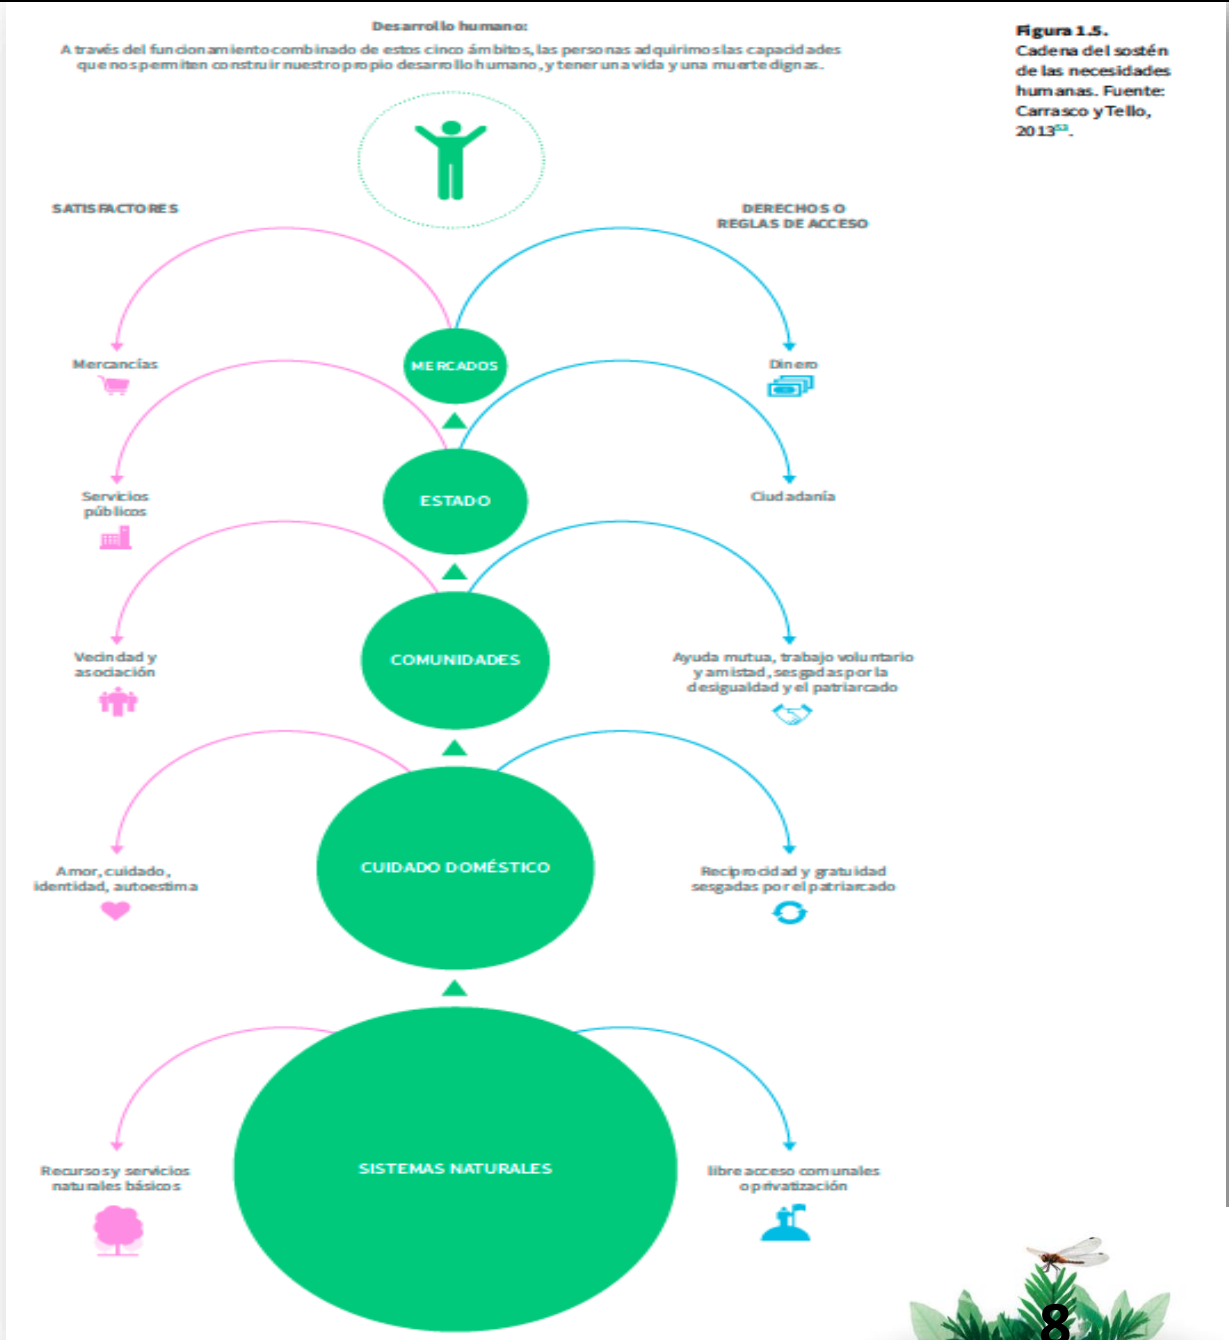 Desarrollo humano:
A través del funcionamiento combinado de estos cinco ámbitos, las personas adquirimos las capacidades
que nos permiten construir nuestro propio desarrollo humano, y tener una vida y una muerte dignas.
Figura 1.5.
Cadena del sostén
de las necesidades
humanas. Fuente:
Carrasco y Tello,
2013⁵³.
SATISFACTORES
DERECHOS O
REGLAS DE ACCESO
MERCADOS
Mercancías
Dinero
ESTADO
Servicios
públicos
Ciudadanía
COMUNIDADES
Vecindad y
asociación
Ayuda mutua, trabajo voluntario
y amistad, sesgadas por la
desigualdad y el patriarcado
CUIDADO DOMÉSTICO
Amor, cuidado,
identidad, autoestima
Reciprocidad y gratuidad
sesgadas por el patriarcado
SISTEMAS NATURALES
Recursos y servicios
naturales básicos
libre acceso comunales
o privatización
8